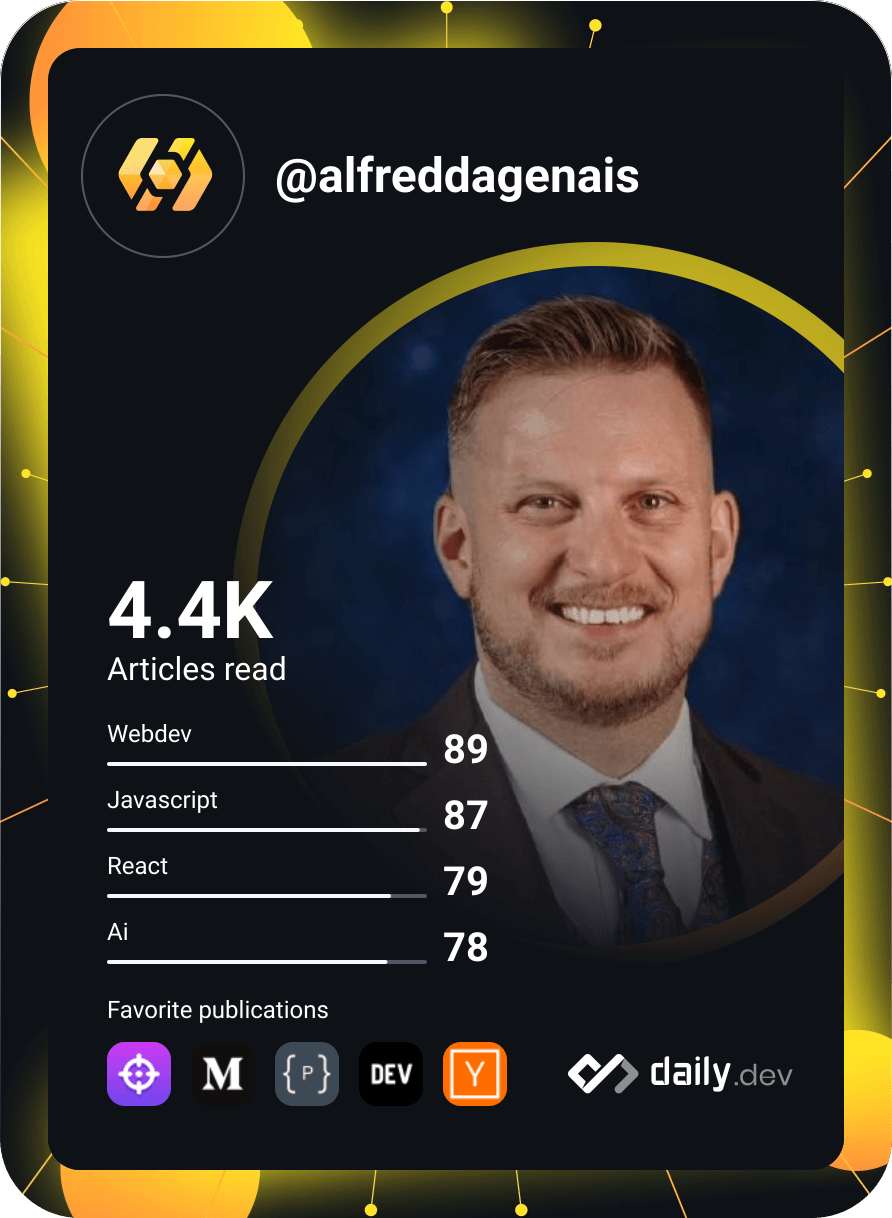 @alfreddagenais
4.4K
Articles read
Webdev
89
Javascript
87
React
79
Ai
78
Favorite publications
M
{P}
DEV
Y
daily.dev